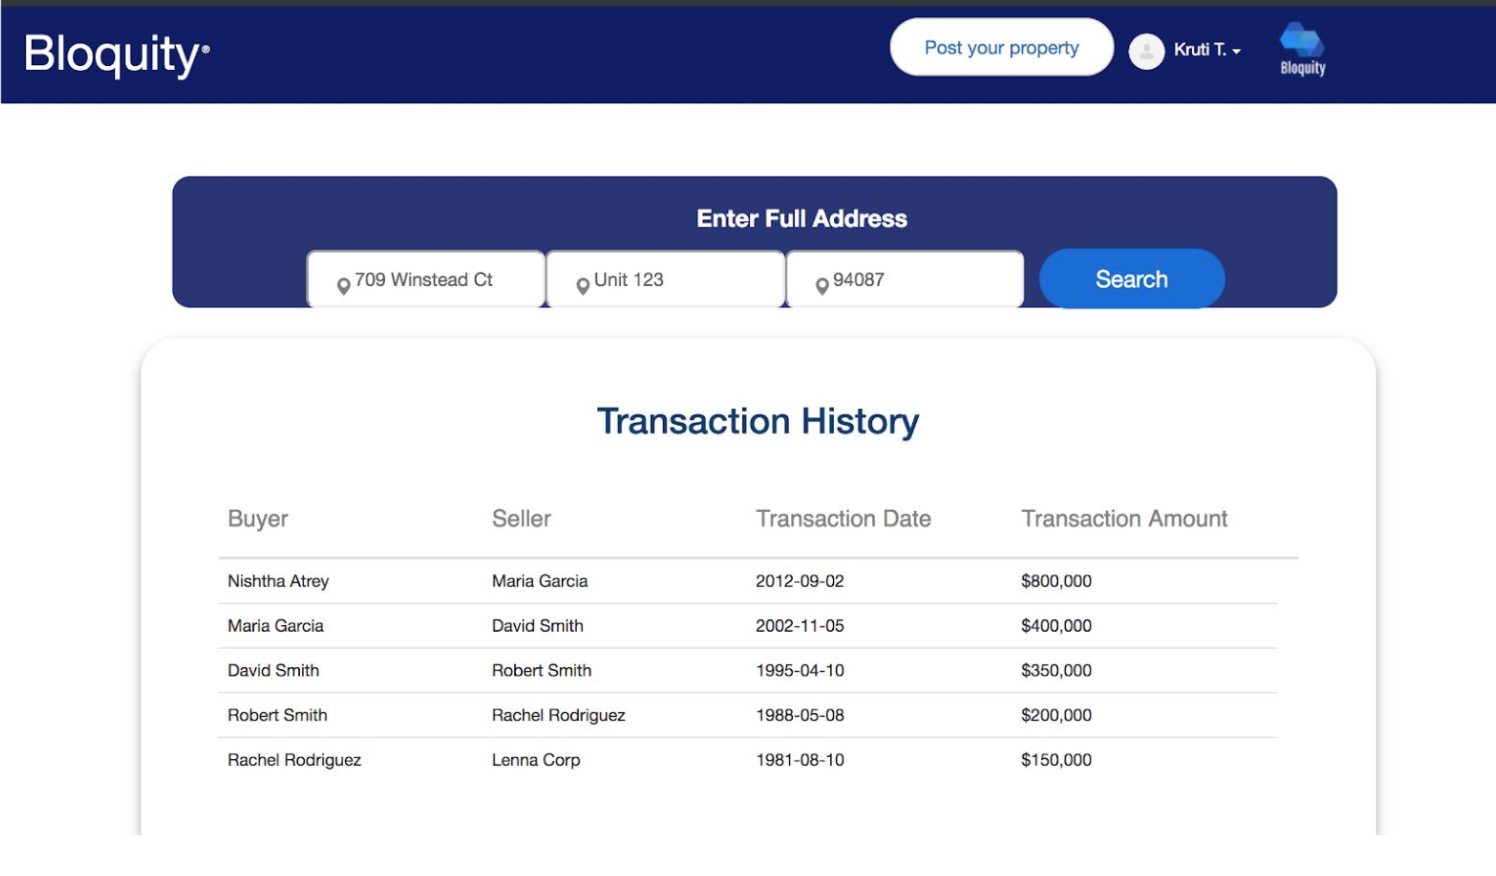 Bloquity
Post your property
Kruti T.
Bloquity
Enter Full Address
709 Winstead Ct Unit 123 94087 Search
Transaction History
Buyer Seller Transaction Date Transaction Amount
Nishtha Atrey Maria Garcia 2012-09-02 $800,000
Maria Garcia David Smith 2002-11-05 $400,000
David Smith Robert Smith 1995-04-10 $350,000
Robert Smith Rachel Rodriguez 1988-05-08 $200,000
Rachel Rodriguez Lenna Corp 1981-08-10 $150,000